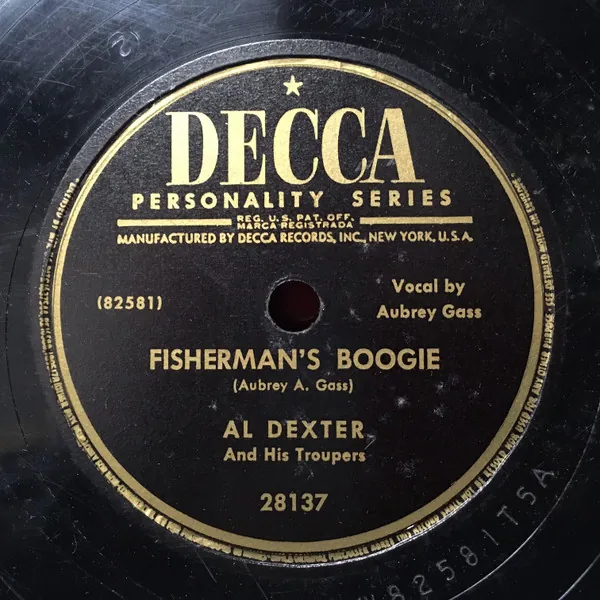 DECCA
PERSONALITY SERIES
REG. U.S. PAT. OFF.
MARCA REGISTRADA
MANUFACTURED BY DECCA RECORDS, INC., NEW YORK, U.S.A.
(82581)
Vocal by
Aubrey Gass
FISHERMAN'S BOOGIE
(Aubrey A. Gass)
AL DEXTER
And His Troupers
28137
82581T5A